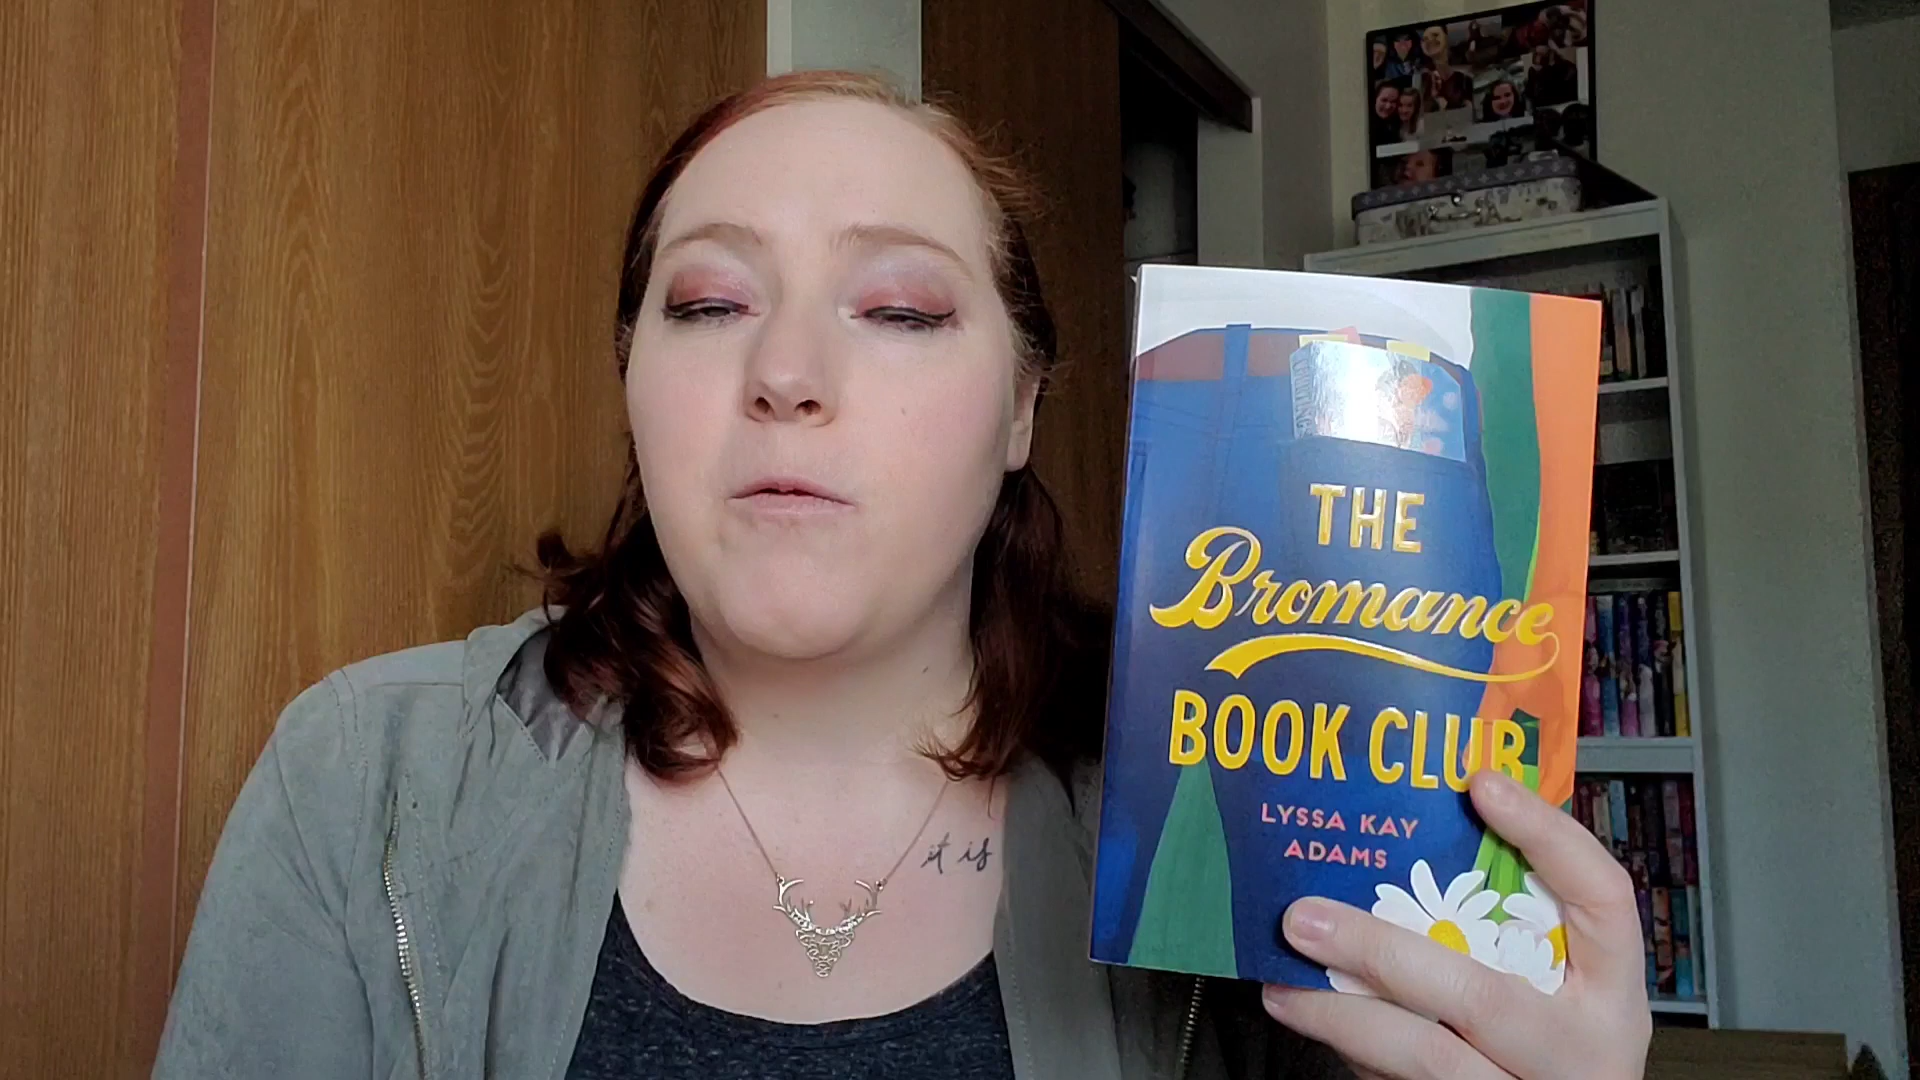 THE
Bromance
BOOK CLUB
LYSSA KAY
ADAMS
it is